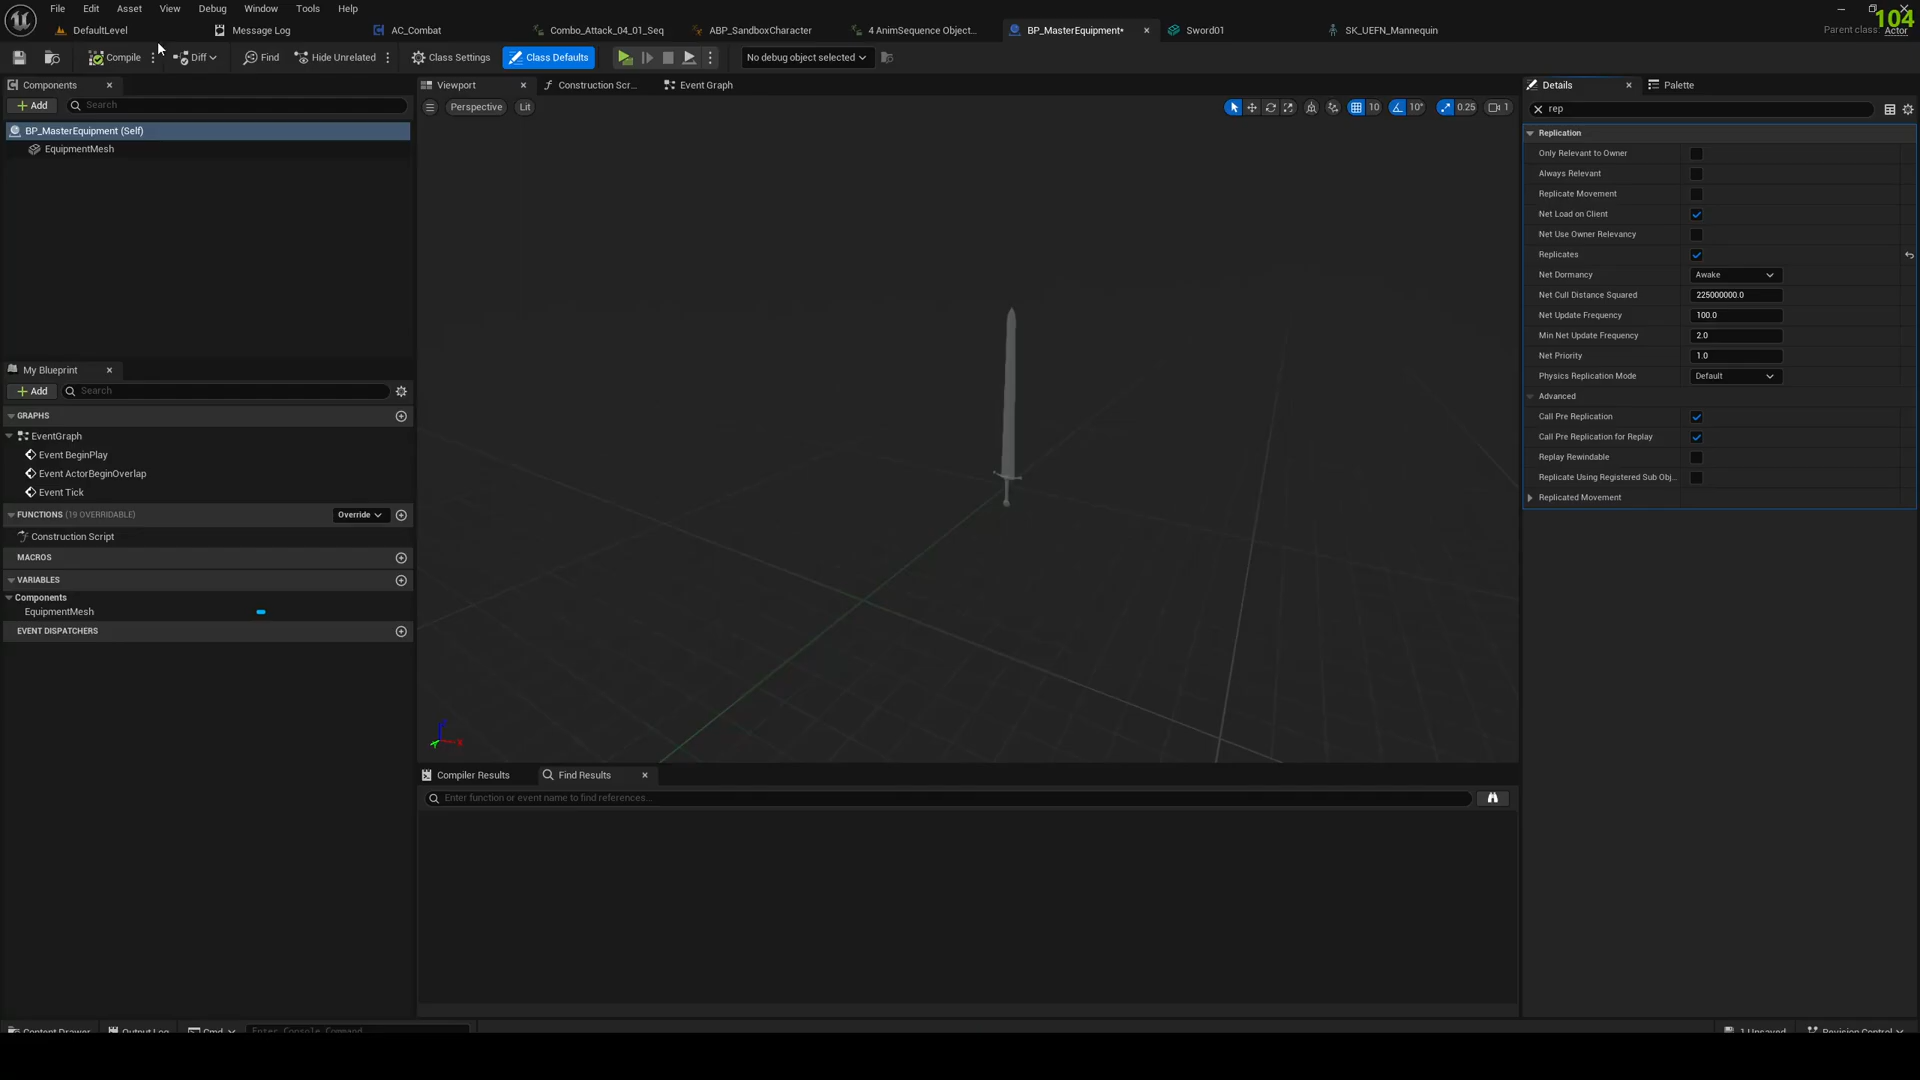 File Edit Asset View Debug Window Tools Help
104
DefaultLevel Message Log AC_Combat Combo_Attack_04_01_Seq ABP_SandboxCharacter 4 AnimSequence Object... BP_MasterEquipment* Sword01 SK_UEFN_Mannequin Parent class: Actor
Compile Diff Find Hide Unrelated Class Settings Class Defaults No debug object selected
Components
Add Search
BP_MasterEquipment (Self)
EquipmentMesh
My Blueprint
Add Search
GRAPHS
EventGraph
Event BeginPlay
Event ActorBeginOverlap
Event Tick
FUNCTIONS (19 OVERRIDABLE) Override
Construction Script
MACROS
VARIABLES
Components
EquipmentMesh
EVENT DISPATCHERS
Viewport Construction Scr... Event Graph
Perspective Lit 10 10° 0.25 1
Z X
Compiler Results Find Results
Enter function or event name to find references...
Details Palette
rep
Replication
Only Relevant to Owner
Always Relevant
Replicate Movement
Net Load on Client
Net Use Owner Relevancy
Replicates
Net Dormancy Awake
Net Cull Distance Squared 225000000.0
Net Update Frequency 100.0
Min Net Update Frequency 2.0
Net Priority 1.0
Physics Replication Mode Default
Advanced
Call Pre Replication
Call Pre Replication for Replay
Replay Rewindable
Replicate Using Registered Sub Obj...
Replicated Movement
Content Drawer Output Log Cmd Enter Console Command 1 Unsaved Revision Control